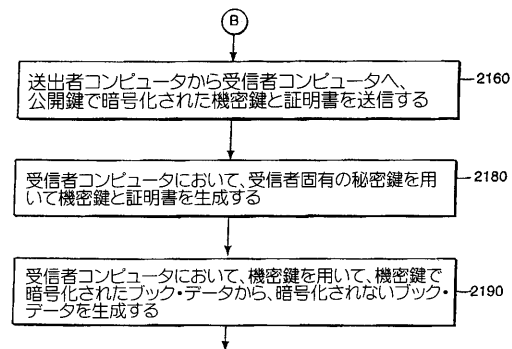 B
送出者コンピュータから受信者コンピュータへ、
公開鍵で暗号化された機密鍵と証明書を送信する
2160
受信者コンピュータにおいて、受信者固有の秘密鍵を用
いて機密鍵と証明書を生成する
2180
受信者コンピュータにおいて、機密鍵を用いて、機密鍵で
暗号化されたブック・データから、暗号化されないブック・
データを生成する
2190